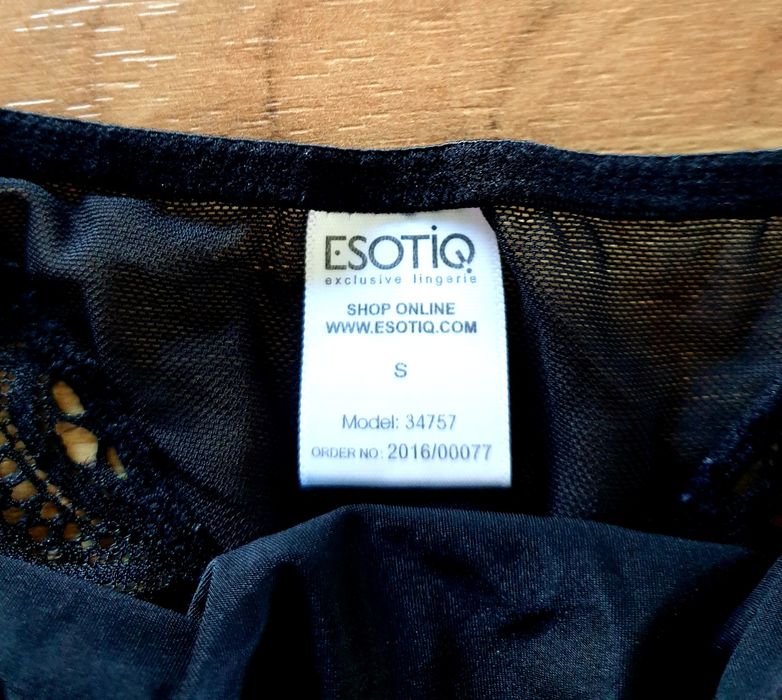 ESOTIQ
exclusive lingerie
SHOP ONLINE
WWW.ESOTIQ.COM
S
Model: 34757
ORDER NO: 2016/00077